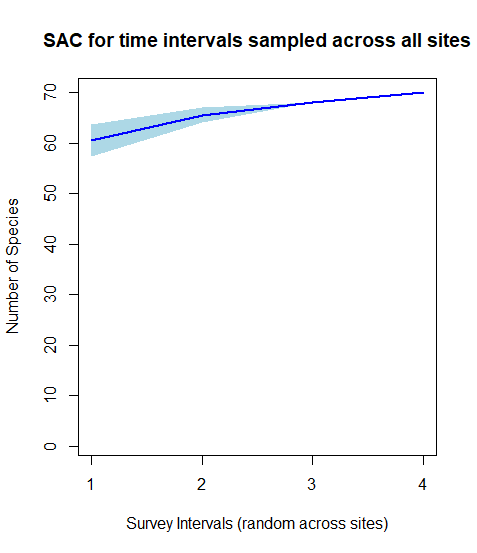 SAC for time intervals sampled across all sites
Number of Species
70
60
50
40
30
20
10
0
1 2 3 4
Survey Intervals (random across sites)